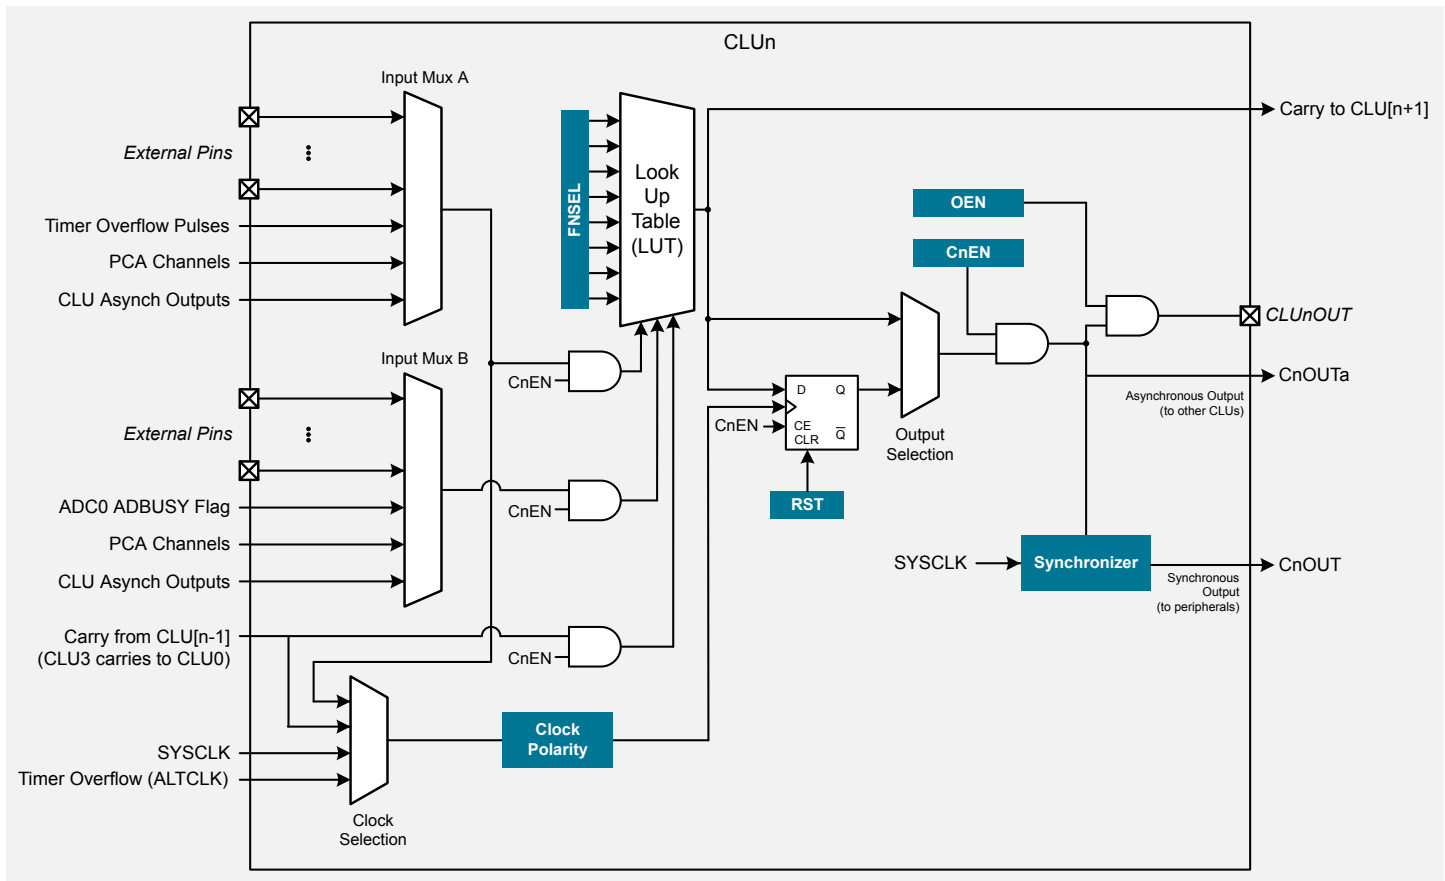 CLUn
Input Mux A
External Pins
Timer Overflow Pulses
PCA Channels
CLU Asynch Outputs
FNSEL
Look
Up
Table
(LUT)
Carry to CLU[n+1]
OEN
CnEN
CLUnOUT
CnOUTa
Asynchronous Output
(to other CLUs)
Input Mux B
CnEN
External Pins
ADC0 ADBUSY Flag
PCA Channels
CLU Asynch Outputs
CnEN
D
Q
CnEN
CE
CLR
Q
RST
Output
Selection
SYSCLK
Synchronizer
CnOUT
Synchronous
Output
(to peripherals)
Carry from CLU[n-1]
(CLU3 carries to CLU0)
CnEN
SYSCLK
Timer Overflow (ALTCLK)
Clock
Polarity
Clock
Selection